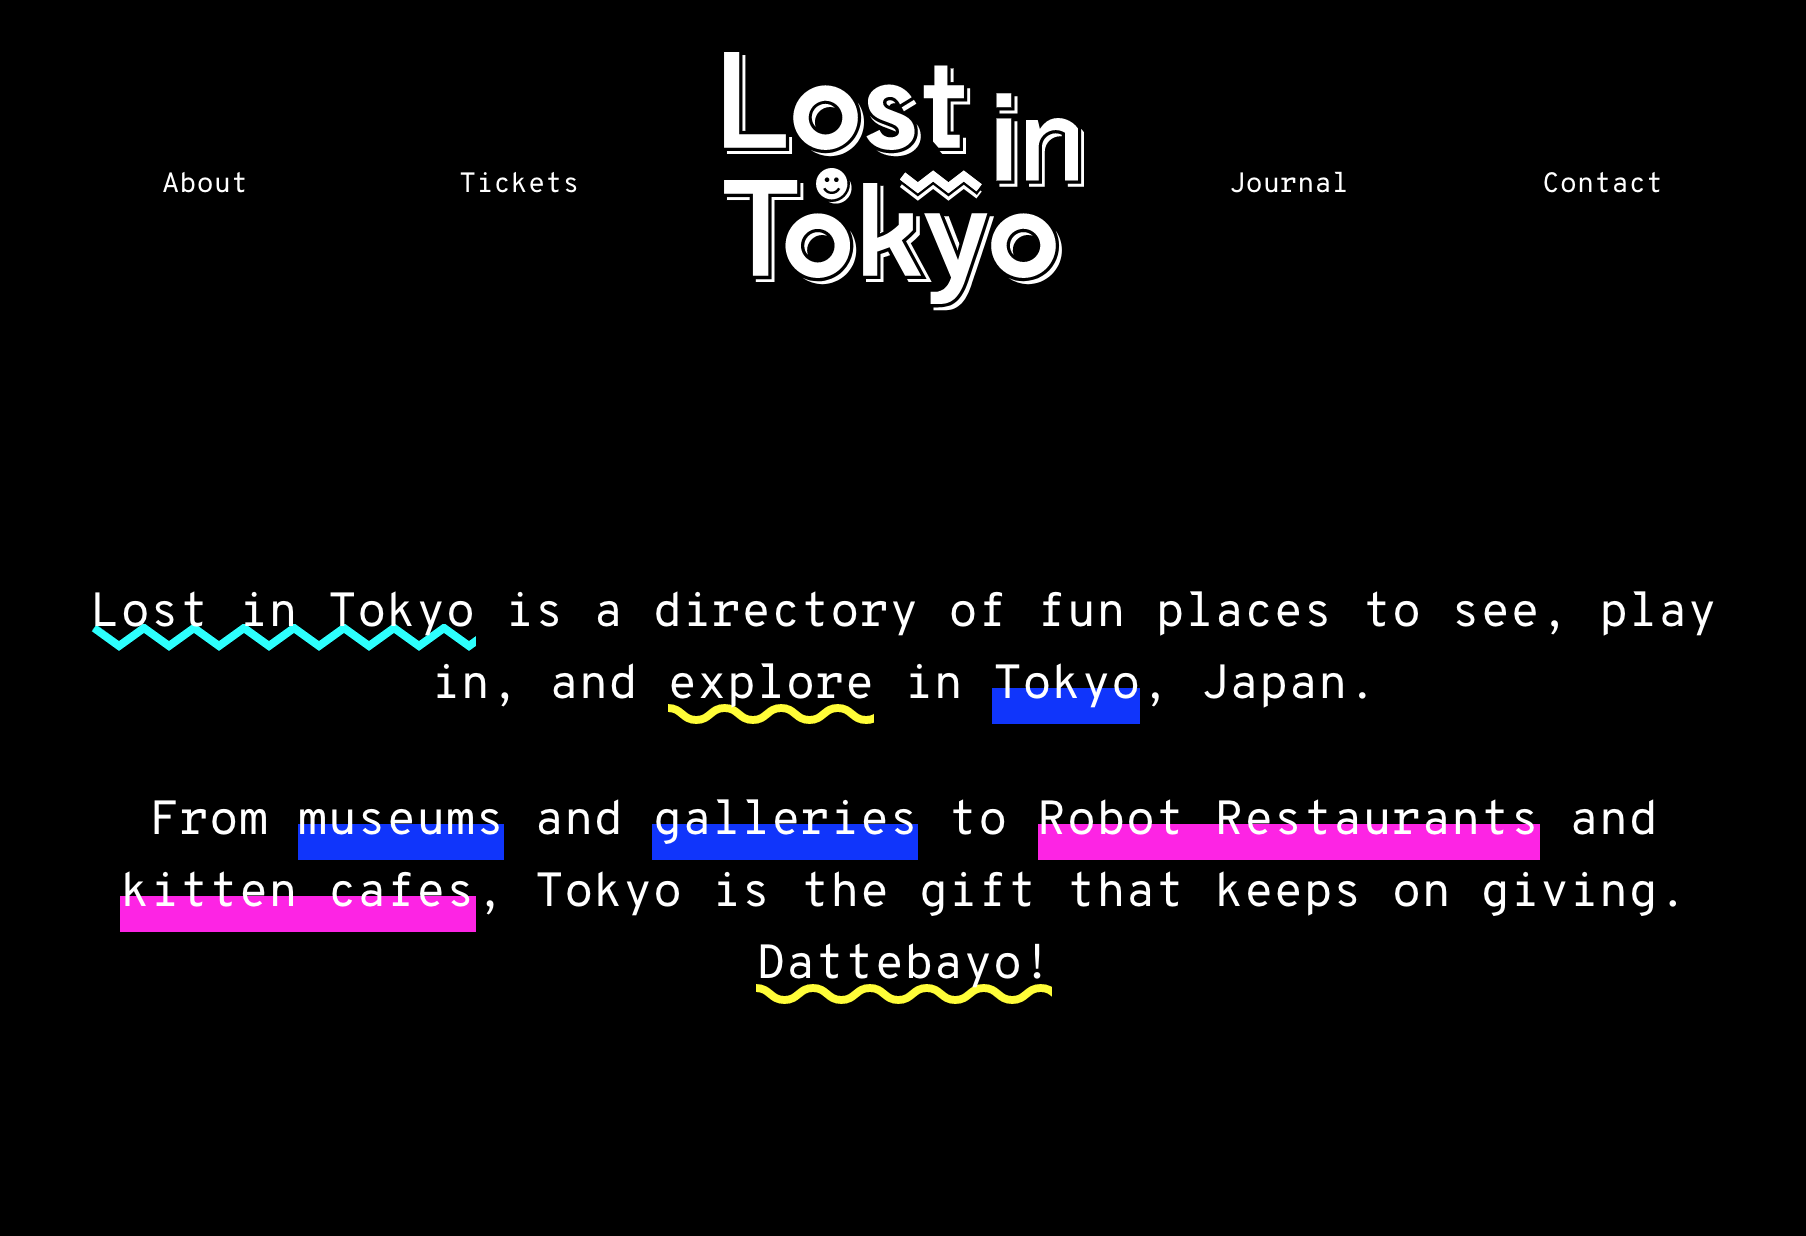 Lost in
Tokyo
About
Tickets
Journal
Contact
Lost in Tokyo is a directory of fun places to see, play
in, and explore in Tokyo, Japan.
From museums and galleries to Robot Restaurants and
kitten cafes, Tokyo is the gift that keeps on giving.
Dattebayo!